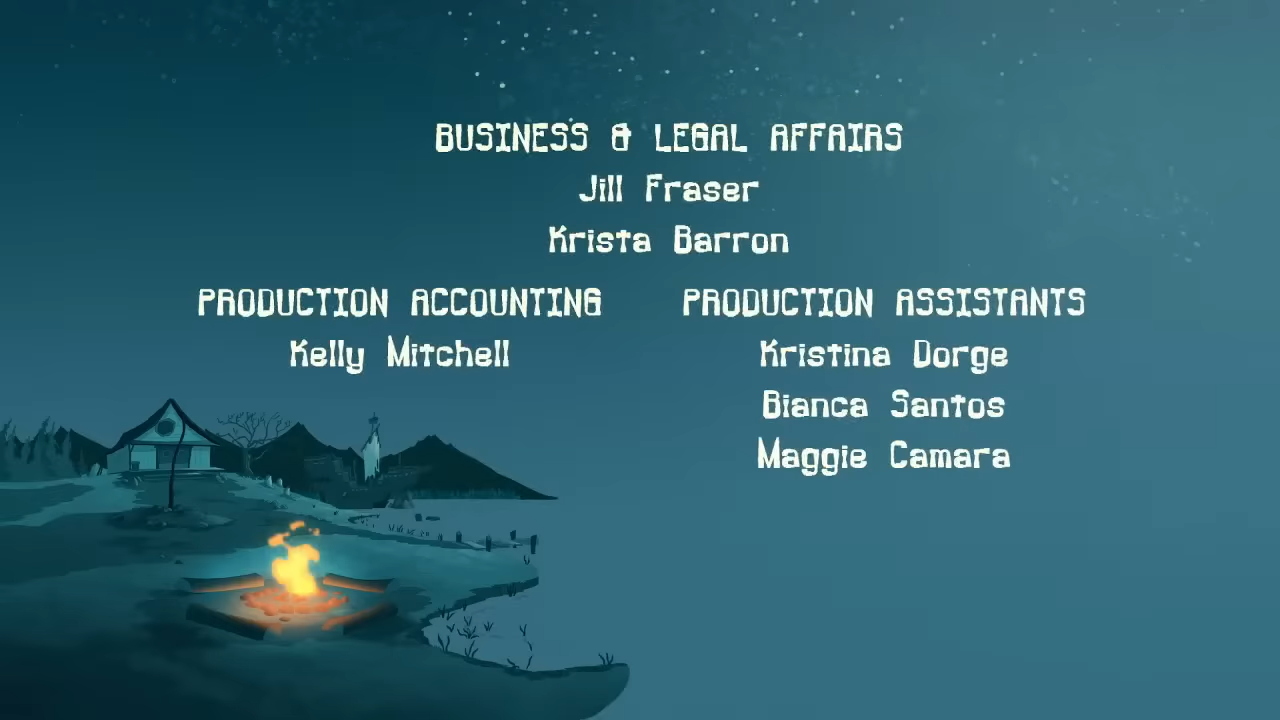 BUSINESS & LEGAL AFFAIRS
Jill Fraser
Krista Barron
PRODUCTION ACCOUNTING
Kelly Mitchell
PRODUCTION ASSISTANTS
Kristina Dorge
Bianca Santos
Maggie Camara